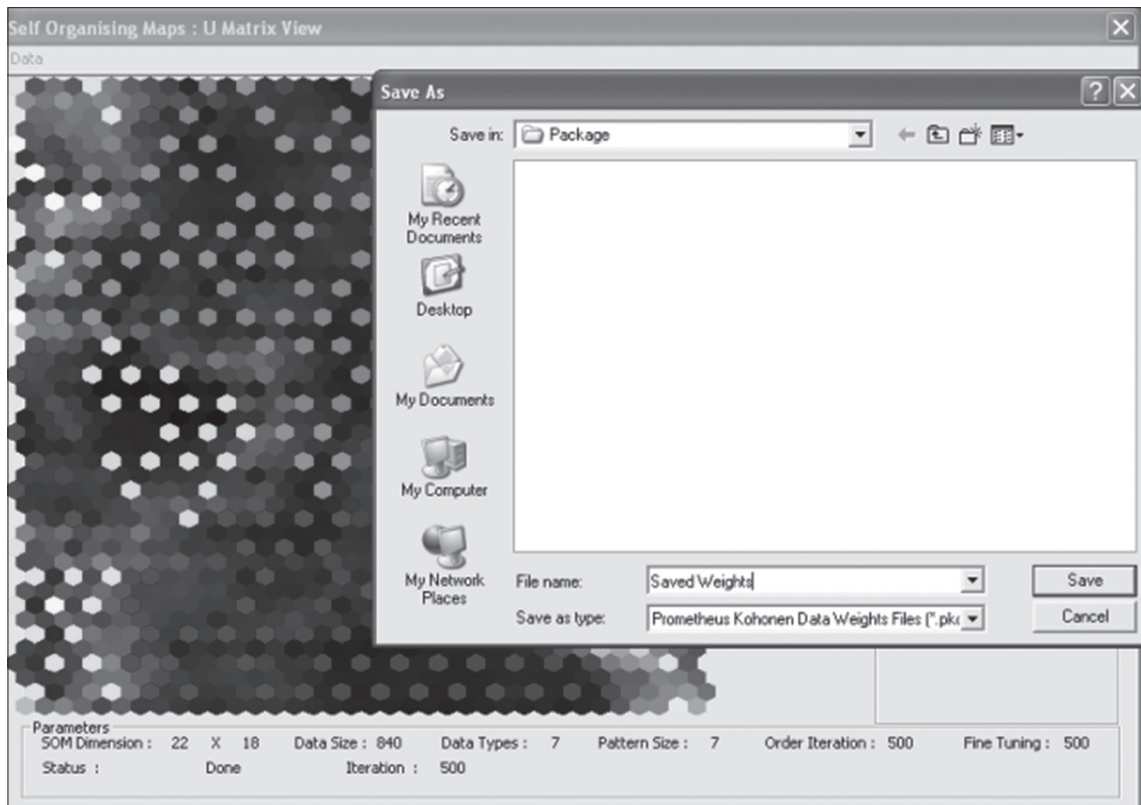 Self Organising Maps : U Matrix View
Data
Save As
Save in: Package
My Recent
Documents
Desktop
My Documents
My Computer
My Network
Places
File name: Saved Weights
Save as type: Prometheus Kohonen Data Weights Files (*.pk
Save
Cancel
Parameters
SOM Dimension : 22 X 18 Data Size : 840 Data Types : 7 Pattern Size : 7 Order Iteration : 500 Fine Tuning : 500
Status : Done Iteration : 500